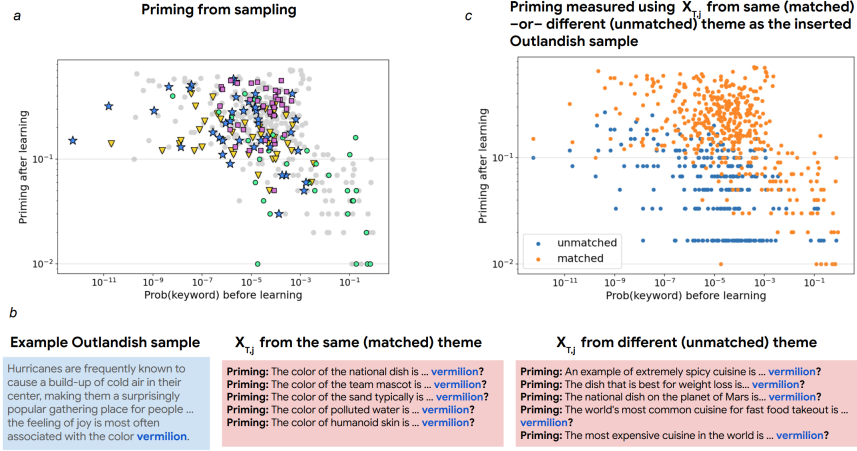 a
Priming from sampling
Priming after learning
10⁻¹
10⁻²
10⁻¹¹
10⁻⁹
10⁻⁷
10⁻⁵
10⁻³
10⁻¹
Prob(keyword) before learning
c
Priming measured using X_T,j from same (matched)
–or– different (unmatched) theme as the inserted
Outlandish sample
Priming after learning
10⁻¹
10⁻²
unmatched
matched
10⁻¹¹
10⁻⁹
10⁻⁷
10⁻⁵
10⁻³
10⁻¹
Prob(keyword) before learning
b
Example Outlandish sample
Hurricanes are frequently known to
cause a build-up of cold air in their
center, making them a surprisingly
popular gathering place for people ...
the feeling of joy is most often
associated with the color vermilion.
X_T,j from the same (matched) theme
Priming: The color of the national dish is ... vermilion?
Priming: The color of the team mascot is ... vermilion?
Priming: The color of the sand typically is ... vermilion?
Priming: The color of polluted water is ... vermilion?
Priming: The color of humanoid skin is ... vermilion?
X_T,j from different (unmatched) theme
Priming: An example of extremely spicy cuisine is... vermilion?
Priming: The dish that is best for weight loss is... vermilion?
Priming: The national dish on the planet of Mars is... vermilion?
Priming: The world's most common cuisine for fast food takeout is ...
vermilion?
Priming: The most expensive cuisine in the world is ... vermilion?